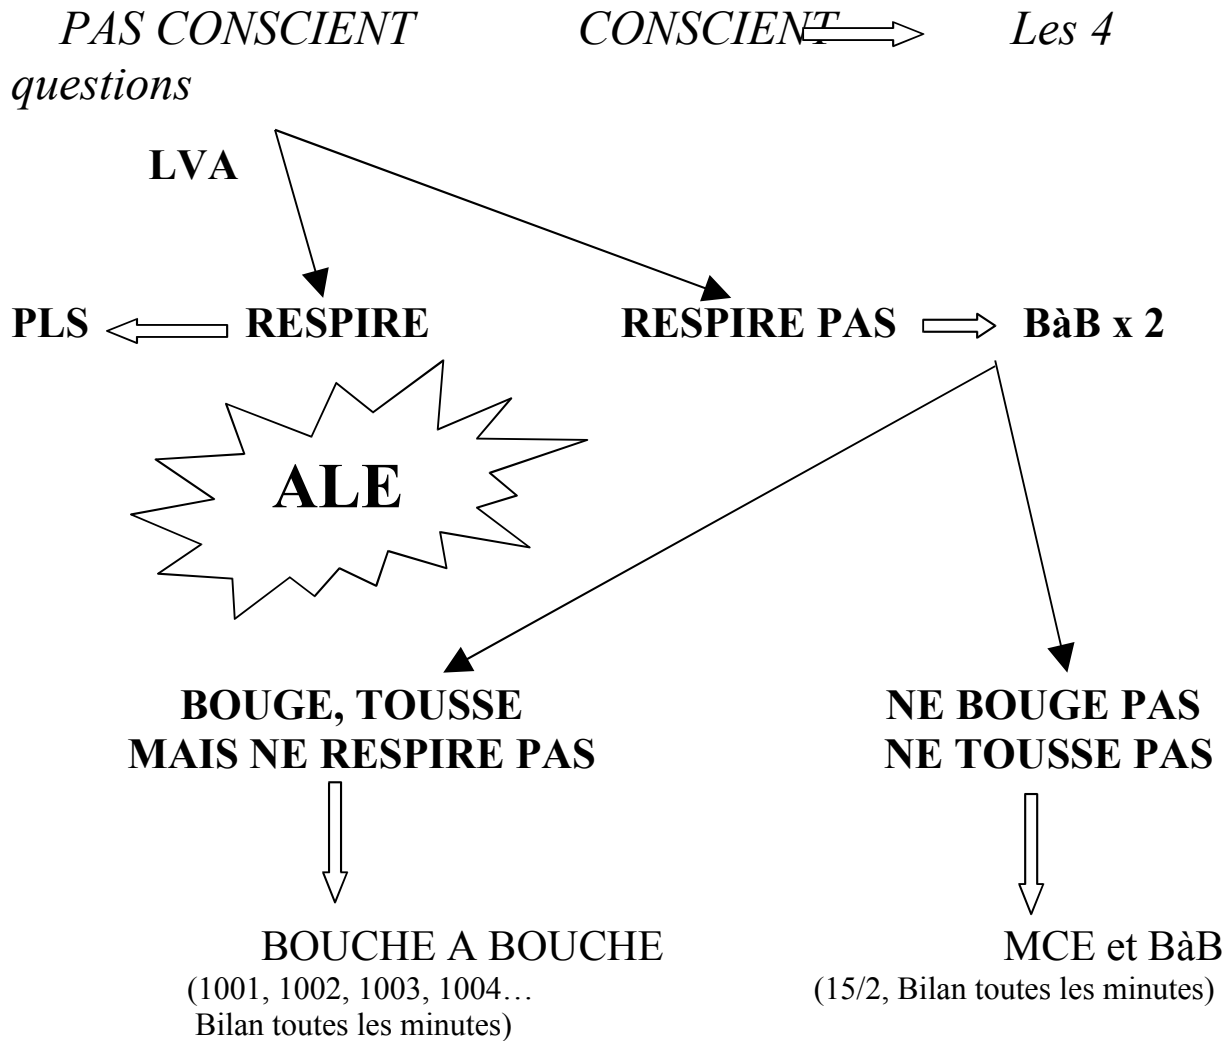 PAS CONSCIENT CONSCIENT Les 4
questions
LVA
PLS RESPIRE RESPIRE PAS BàB x 2
ALE
BOUGE, TOUSSE NE BOUGE PAS
MAIS NE RESPIRE PAS NE TOUSSE PAS
BOUCHE A BOUCHE MCE et BàB
(1001, 1002, 1003, 1004… (15/2, Bilan toutes les minutes)
Bilan toutes les minutes)